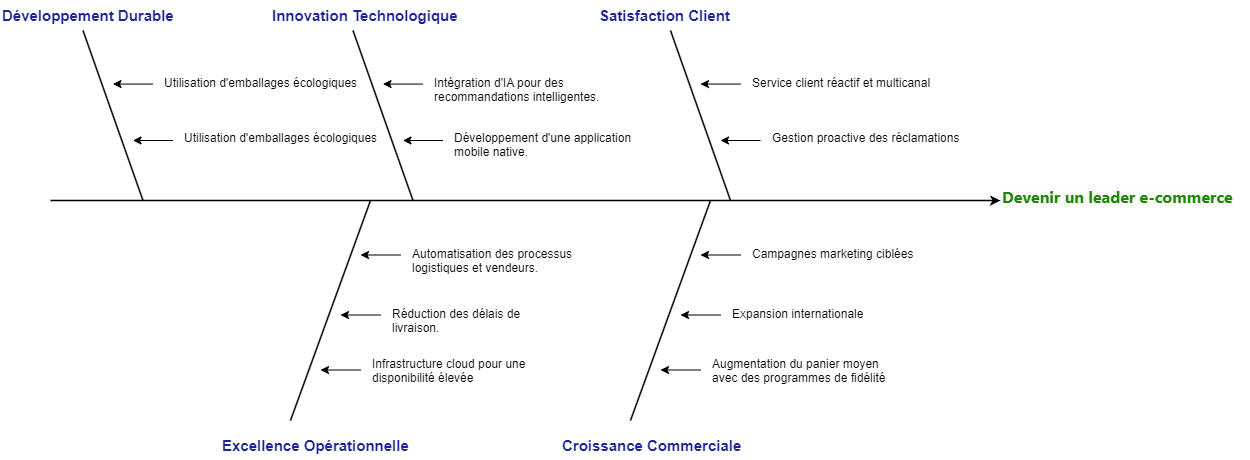 Développement Durable
Innovation Technologique
Satisfaction Client
Utilisation d'emballages écologiques
Intégration d'IA pour des
recommandations intelligentes.
Service client réactif et multicanal
Utilisation d'emballages écologiques
Développement d'une application
mobile native.
Gestion proactive des réclamations
Devenir un leader e-commerce
Automatisation des processus
logistiques et vendeurs.
Campagnes marketing ciblées
Réduction des délais de
livraison.
Expansion internationale
Infrastructure cloud pour une
disponibilité élevée
Augmentation du panier moyen
avec des programmes de fidélité
Excellence Opérationnelle
Croissance Commerciale